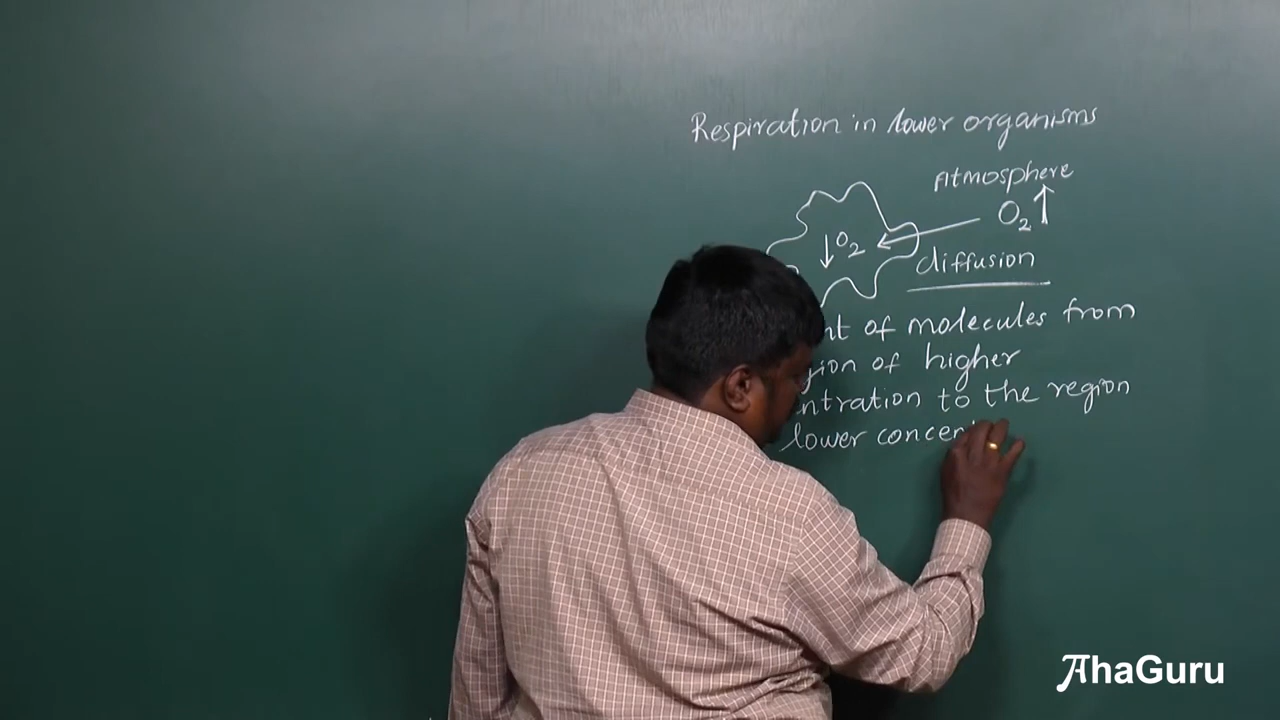 Respiration in lower organisms
Atmosphere
O₂ ↑
↓ O₂
diffusion
of molecules from
of higher
to the region
lower
AhaGuru